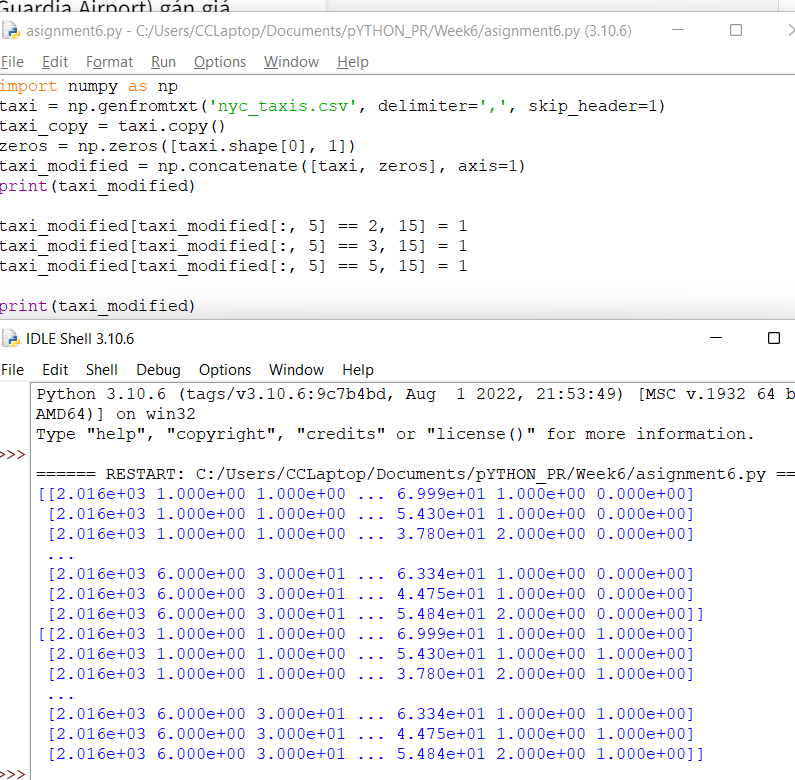 Guardia Airport) gán giá
asignment6.py - C:/Users/CCLaptop/Documents/pYTHON_PR/Week6/asignment6.py (3.10.6)
File Edit Format Run Options Window Help
import numpy as np
taxi = np.genfromtxt('nyc_taxis.csv', delimiter=',', skip_header=1)
taxi_copy = taxi.copy()
zeros = np.zeros([taxi.shape[0], 1])
taxi_modified = np.concatenate([taxi, zeros], axis=1)
print(taxi_modified)
taxi_modified[taxi_modified[:, 5] == 2, 15] = 1
taxi_modified[taxi_modified[:, 5] == 3, 15] = 1
taxi_modified[taxi_modified[:, 5] == 5, 15] = 1
print(taxi_modified)
IDLE Shell 3.10.6
File Edit Shell Debug Options Window Help
Python 3.10.6 (tags/v3.10.6:9c7b4bd, Aug  1 2022, 21:53:49) [MSC v.1932 64 b
AMD64)] on win32
Type "help", "copyright", "credits" or "license()" for more information.
>>>
====== RESTART: C:/Users/CCLaptop/Documents/pYTHON_PR/Week6/asignment6.py ==
[[2.016e+03 1.000e+00 1.000e+00 ... 6.999e+01 1.000e+00 0.000e+00]
[2.016e+03 1.000e+00 1.000e+00 ... 5.430e+01 1.000e+00 0.000e+00]
[2.016e+03 1.000e+00 1.000e+00 ... 3.780e+01 2.000e+00 0.000e+00]
...
[2.016e+03 6.000e+00 3.000e+01 ... 6.334e+01 1.000e+00 0.000e+00]
[2.016e+03 6.000e+00 3.000e+01 ... 4.475e+01 1.000e+00 0.000e+00]
[2.016e+03 6.000e+00 3.000e+01 ... 5.484e+01 2.000e+00 0.000e+00]]
[[2.016e+03 1.000e+00 1.000e+00 ... 6.999e+01 1.000e+00 1.000e+00]
[2.016e+03 1.000e+00 1.000e+00 ... 5.430e+01 1.000e+00 1.000e+00]
[2.016e+03 1.000e+00 1.000e+00 ... 3.780e+01 2.000e+00 1.000e+00]
...
[2.016e+03 6.000e+00 3.000e+01 ... 6.334e+01 1.000e+00 1.000e+00]
[2.016e+03 6.000e+00 3.000e+01 ... 4.475e+01 1.000e+00 1.000e+00]
[2.016e+03 6.000e+00 3.000e+01 ... 5.484e+01 2.000e+00 1.000e+00]]
>>>